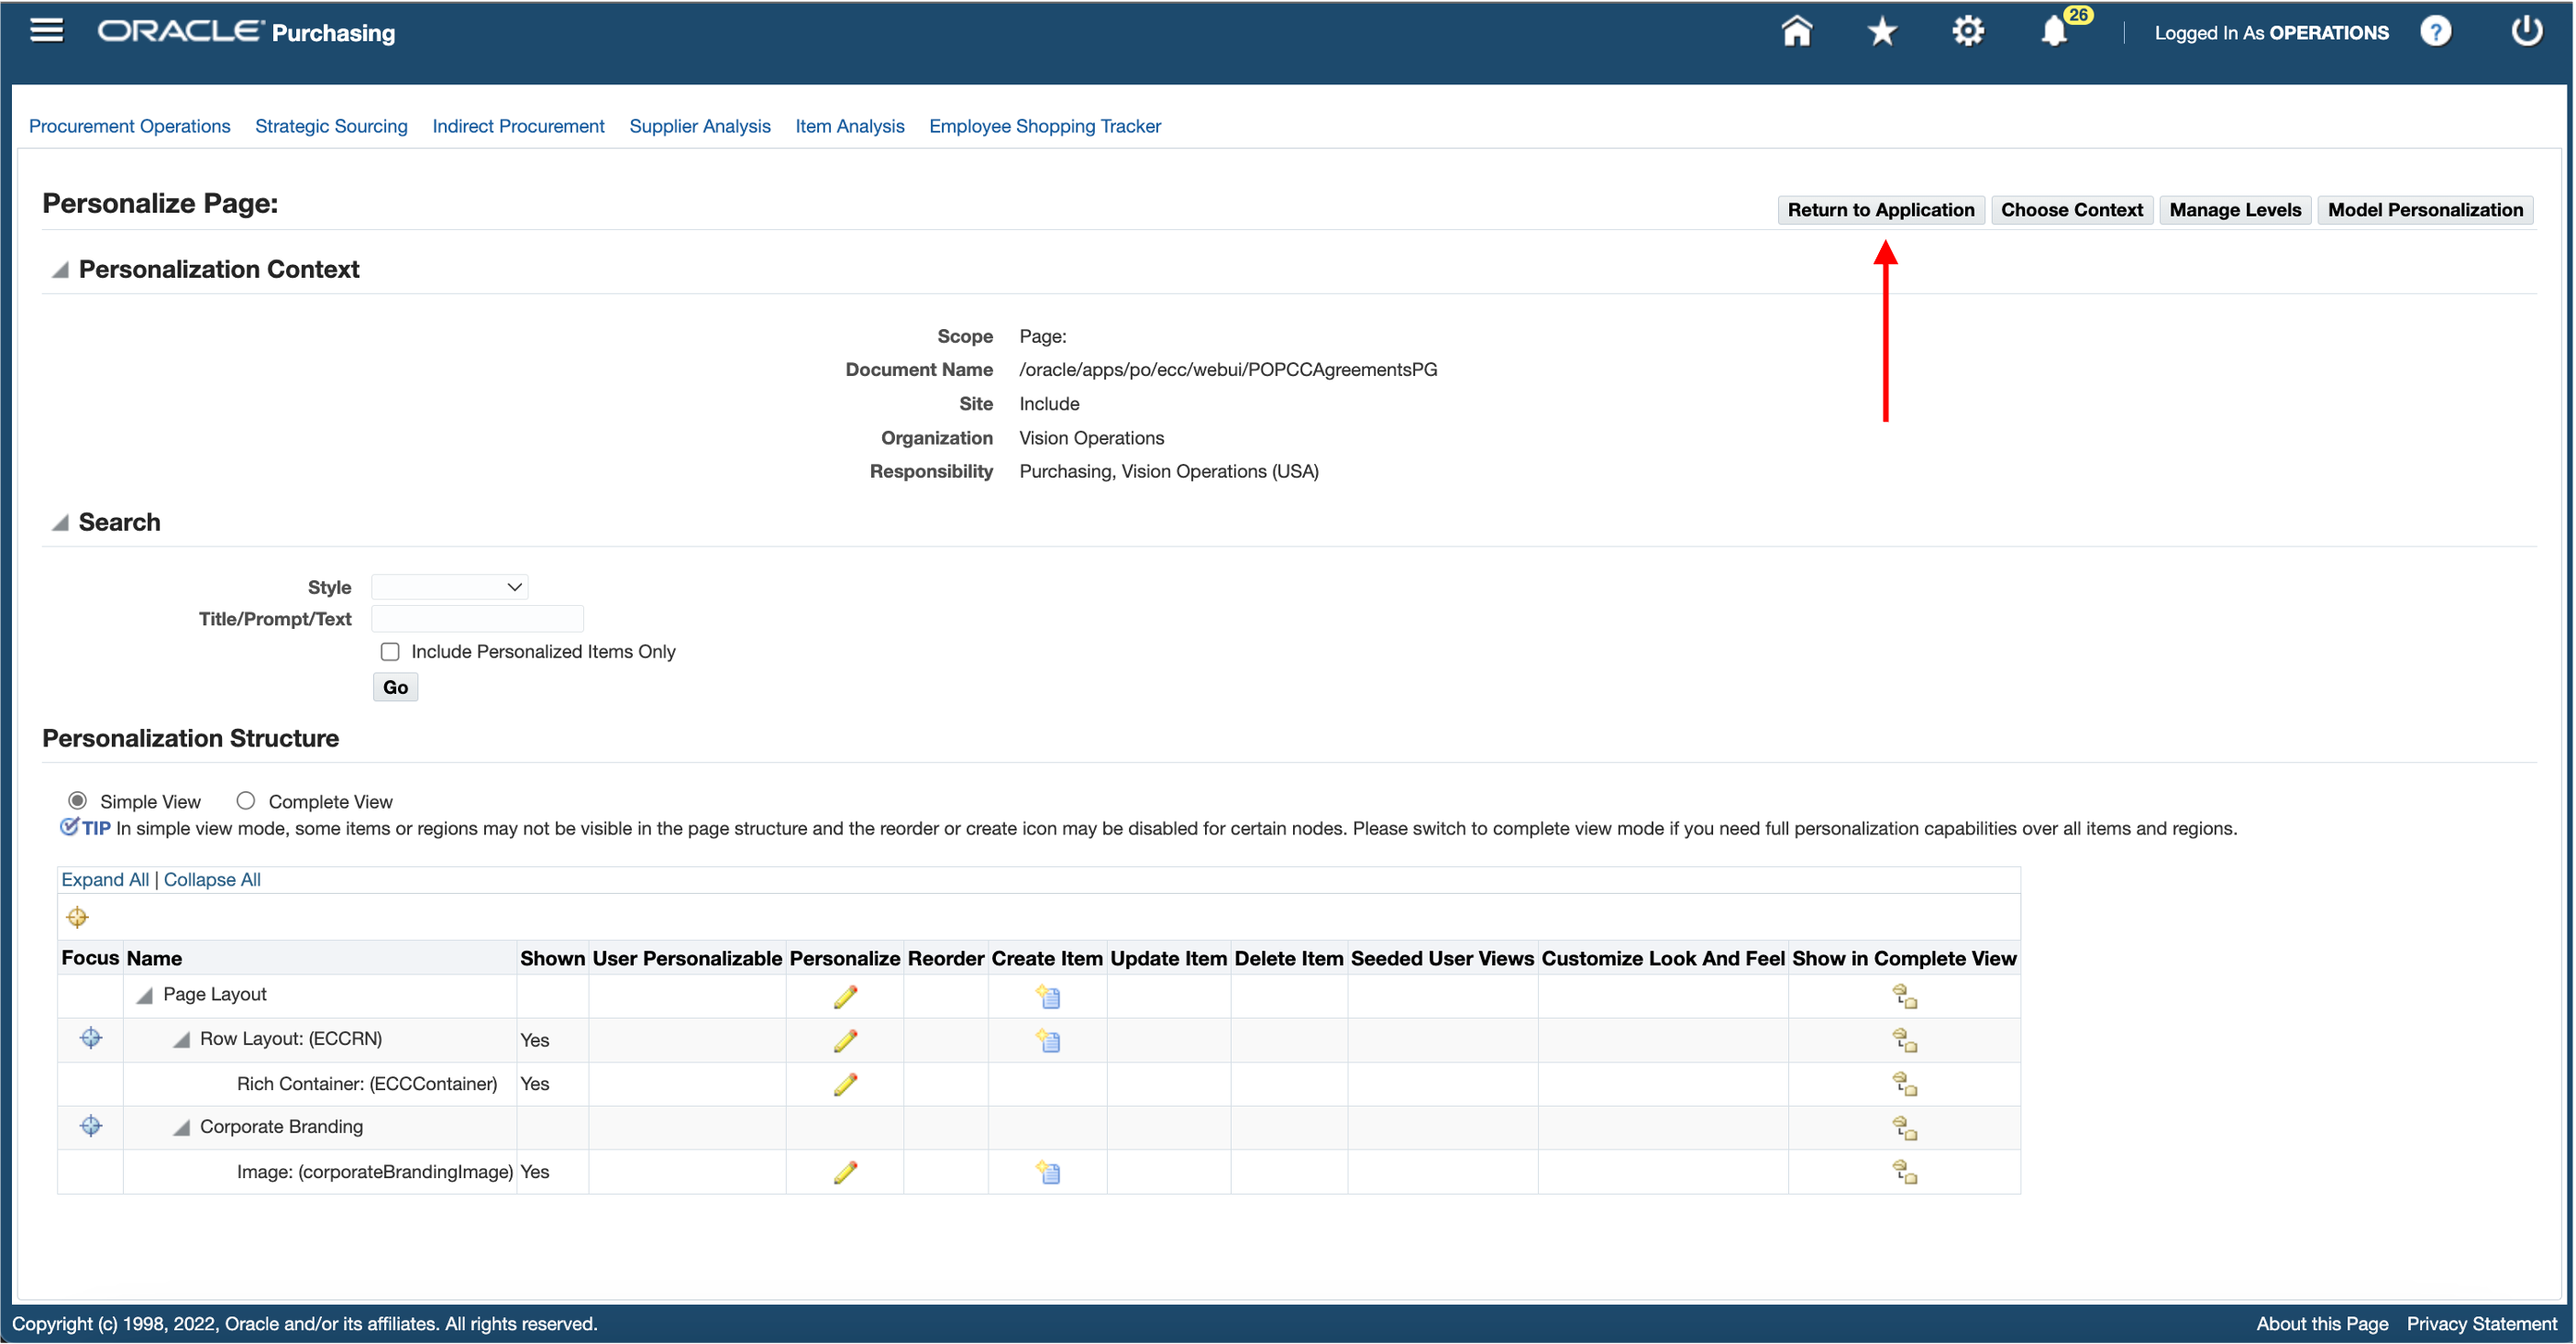 ORACLE Purchasing
26
Logged In As OPERATIONS
?
Procurement Operations Strategic Sourcing Indirect Procurement Supplier Analysis Item Analysis Employee Shopping Tracker
Personalize Page:
Return to Application Choose Context Manage Levels Model Personalization
Personalization Context
Scope Page:
Document Name /oracle/apps/po/ecc/webui/POPCCAgreementsPG
Site Include
Organization Vision Operations
Responsibility Purchasing, Vision Operations (USA)
Search
Style
Title/Prompt/Text
Include Personalized Items Only
Go
Personalization Structure
Simple View Complete View
TIP In simple view mode, some items or regions may not be visible in the page structure and the reorder or create icon may be disabled for certain nodes. Please switch to complete view mode if you need full personalization capabilities over all items and regions.
Expand All | Collapse All
Focus Name Shown User Personalizable Personalize Reorder Create Item Update Item Delete Item Seeded User Views Customize Look And Feel Show in Complete View
Page Layout
Row Layout: (ECCRN) Yes
Rich Container: (ECCContainer) Yes
Corporate Branding
Image: (corporateBrandingImage) Yes
Copyright (c) 1998, 2022, Oracle and/or its affiliates. All rights reserved.
About this Page Privacy Statement